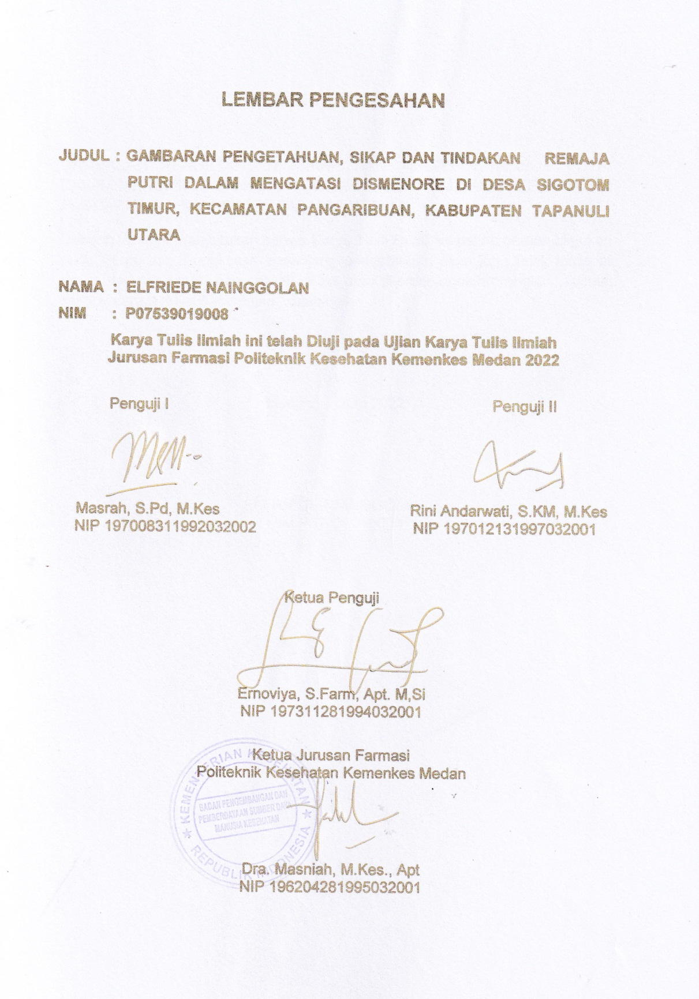 LEMBAR PENGESAHAN
JUDUL : GAMBARAN PENGETAHUAN, SIKAP DAN TINDAKAN REMAJA
PUTRI DALAM MENGATASI DISMENORE DI DESA SIGOTOM
TIMUR, KECAMATAN PANGARIBUAN, KABUPATEN TAPANULI
UTARA
NAMA : ELFRIEDE NAINGGOLAN
NIM : P07539019008
Karya Tulis Ilmiah ini telah Diuji pada Ujian Karya Tulis Ilmiah
Jurusan Farmasi Politeknik Kesehatan Kemenkes Medan 2022
Penguji I
Penguji II
Masrah, S.Pd, M.Kes
NIP 197008311992032002
Rini Andarwati, S.KM, M.Kes
NIP 197012131997032001
Ketua Penguji
Ernoviya, S.Farm, Apt. M,Si
NIP 197311281994032001
Ketua Jurusan Farmasi
Politeknik Kesehatan Kemenkes Medan
KEMENTERIAN KESEHATAN
BADAN PENGEMBANGAN DAN
PEMBERDAYAAN SUMBER DAYA
MANUSIA KESEHATAN
REPUBLIK INDONESIA
Dra. Masniah, M.Kes., Apt
NIP 196204281995032001